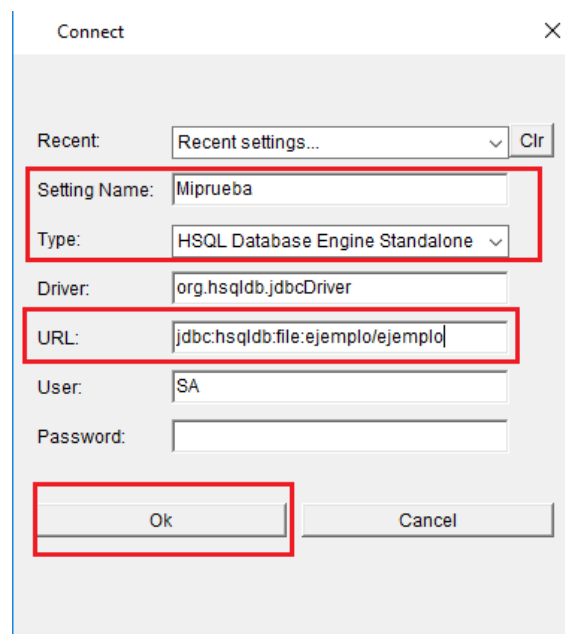 Connect
Recent: Recent settings... Clr
Setting Name: Miprueba
Type: HSQL Database Engine Standalone
Driver: org.hsqldb.jdbcDriver
URL: jdbc:hsqldb:file:ejemplo/ejemplo
User: SA
Password:
Ok Cancel